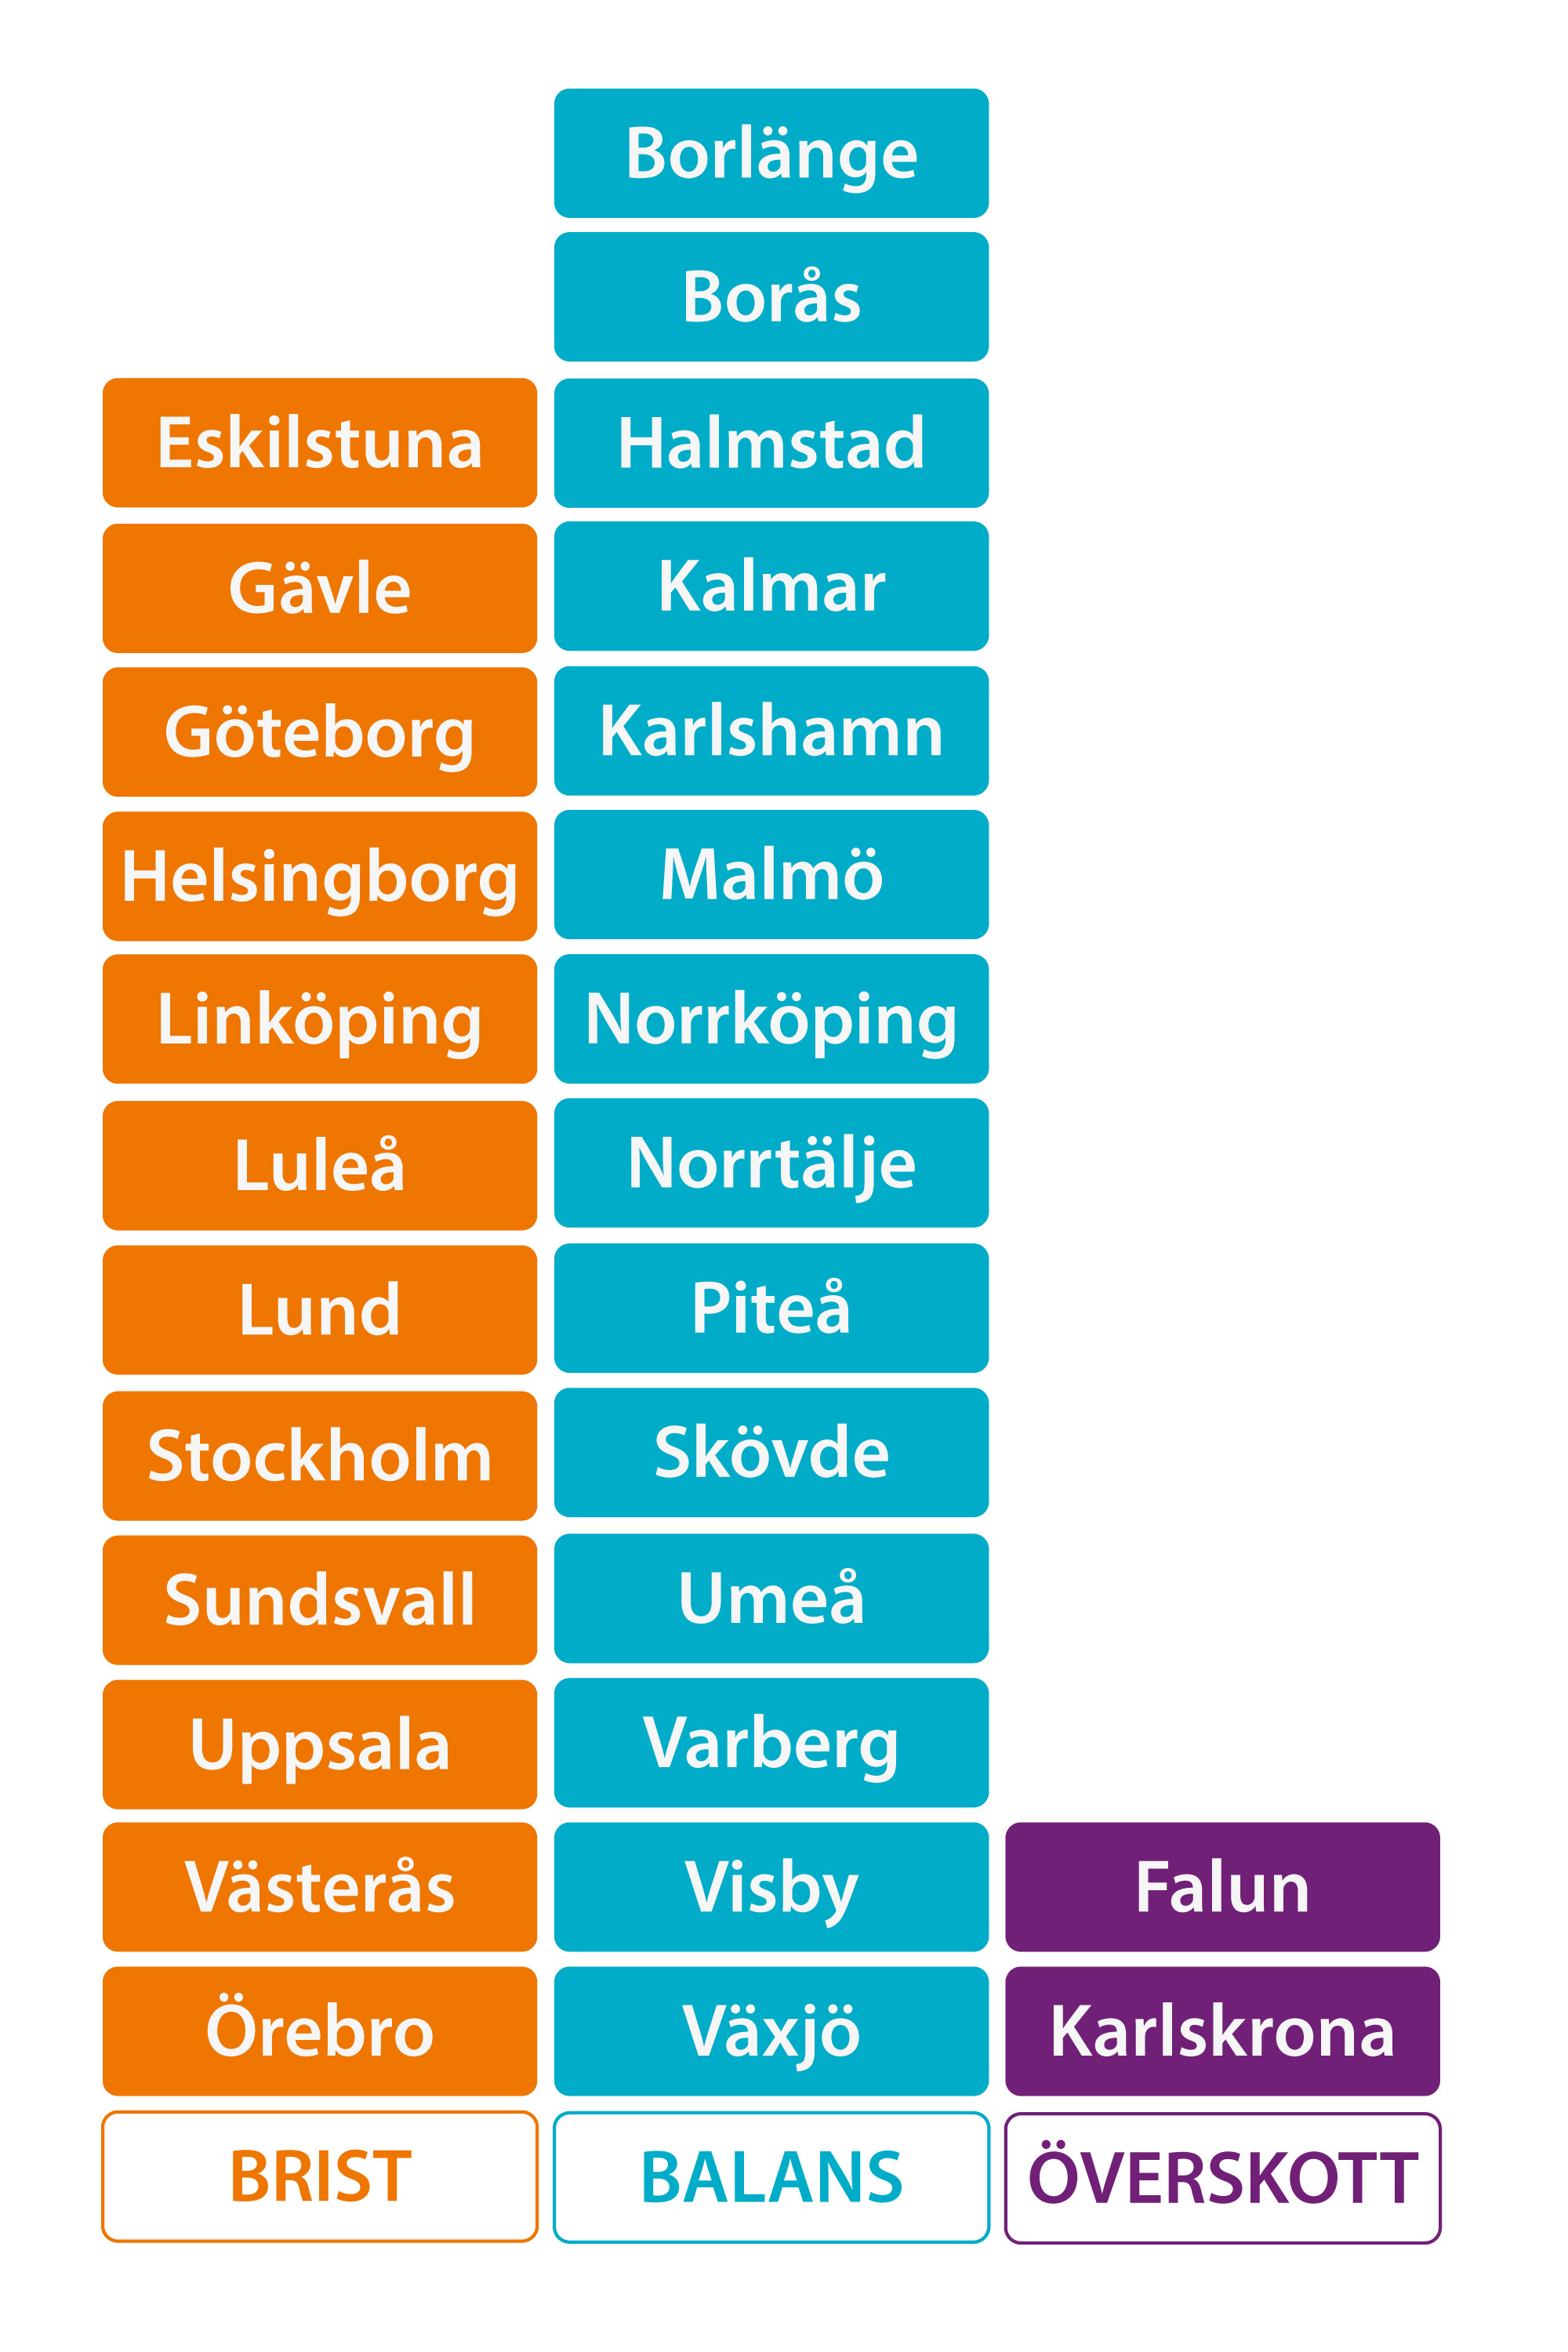 Borlänge
Borås
Eskilstuna
Halmstad
Gävle
Kalmar
Göteborg
Karlshamn
Helsingborg
Malmö
Linköping
Norrköping
Luleå
Norrtälje
Lund
Piteå
Stockholm
Skövde
Sundsvall
Umeå
Uppsala
Varberg
Västerås
Visby
Falun
Örebro
Växjö
Karlskrona
BRIST
BALANS
ÖVERSKOTT